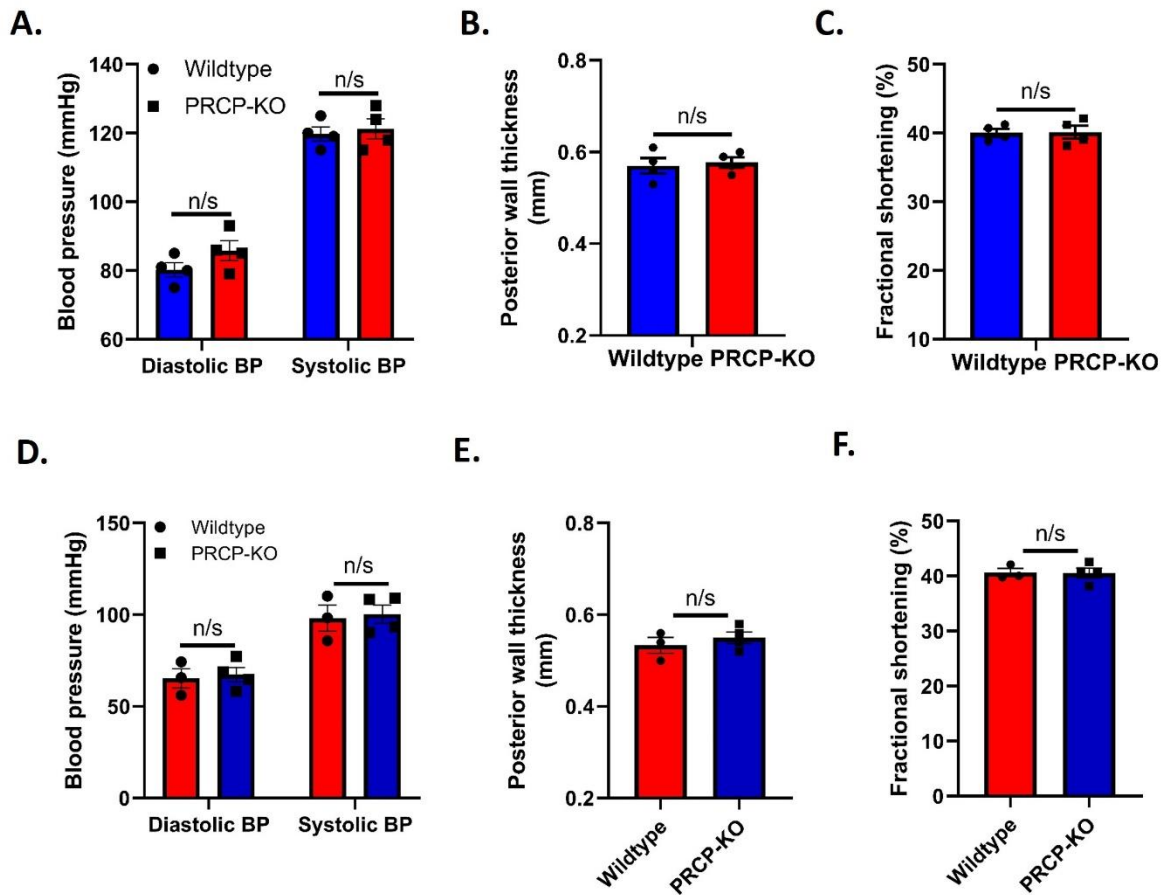 A.
Blood pressure (mmHg)
140
120
100
80
60
Wildtype
PRCP-KO
n/s
n/s
Diastolic BP
Systolic BP
B.
Posterior wall thickness
(mm)
0.8
0.6
0.4
0.2
n/s
Wildtype PRCP-KO
C.
Fractional shortening (%)
50
40
30
20
10
n/s
Wildtype PRCP-KO
D.
Blood pressure (mmHg)
150
100
50
0
Wildtype
PRCP-KO
n/s
n/s
Diastolic BP
Systolic BP
E.
Posterior wall thickness
(mm)
0.8
0.6
0.4
0.2
n/s
Wildtype
PRCP-KO
F.
Fractional shortening (%)
50
40
30
20
10
0
n/s
Wildtype
PRCP-KO